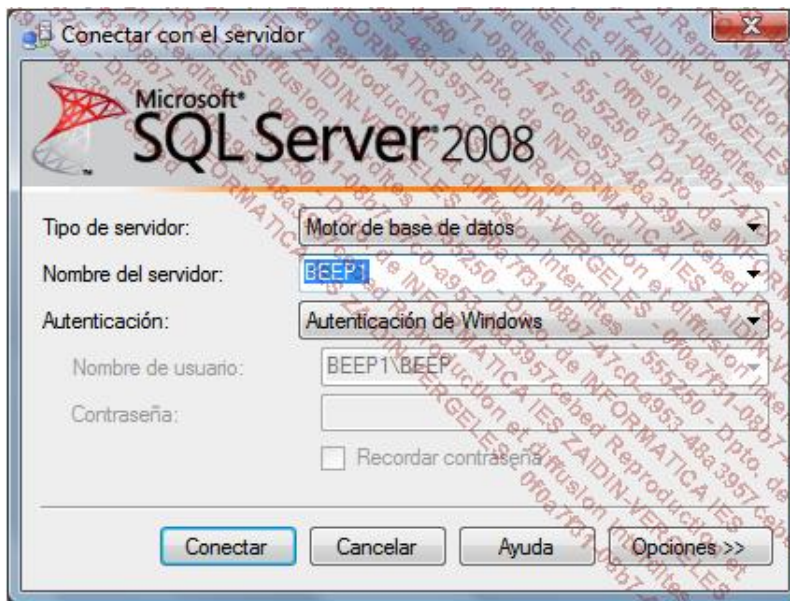 Conectar con el servidor
Microsoft®
SQL Server 2008
Tipo de servidor: Motor de base de datos
Nombre del servidor: BEEP1
Autenticación: Autenticación de Windows
Nombre de usuario: BEEP1\BEEP
Contraseña:
Recordar contraseña
Conectar Cancelar Ayuda Opciones >>